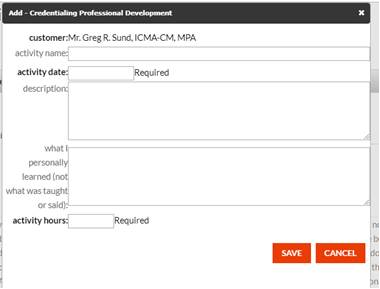 Add - Credentialing Professional Development
customer: Mr. Greg R. Sund, ICMA-CM, MPA
activity name:
activity date: Required
description:
what I
personally
learned (not
what was taught
or said):
activity hours: Required
SAVE CANCEL